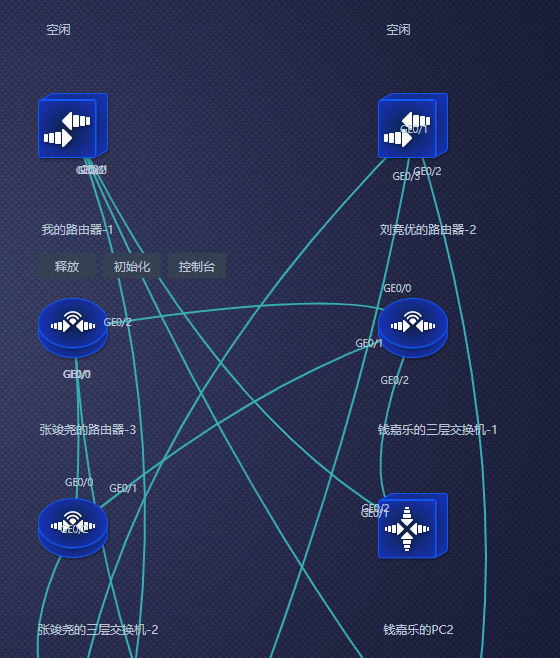 空闲
空闲
GE0/1
GE0/3
GE0/2
我的路由器-1
刘竞优的路由器-2
释放
初始化
控制台
GE0/0
GE0/2
GE0/1
GE0/2
张竣尧的路由器-3
钱嘉乐的三层交换机-1
GE0/0
GE0/1
GE0/2
GE0/1
张竣尧的三层交换机-2
钱嘉乐的PC2